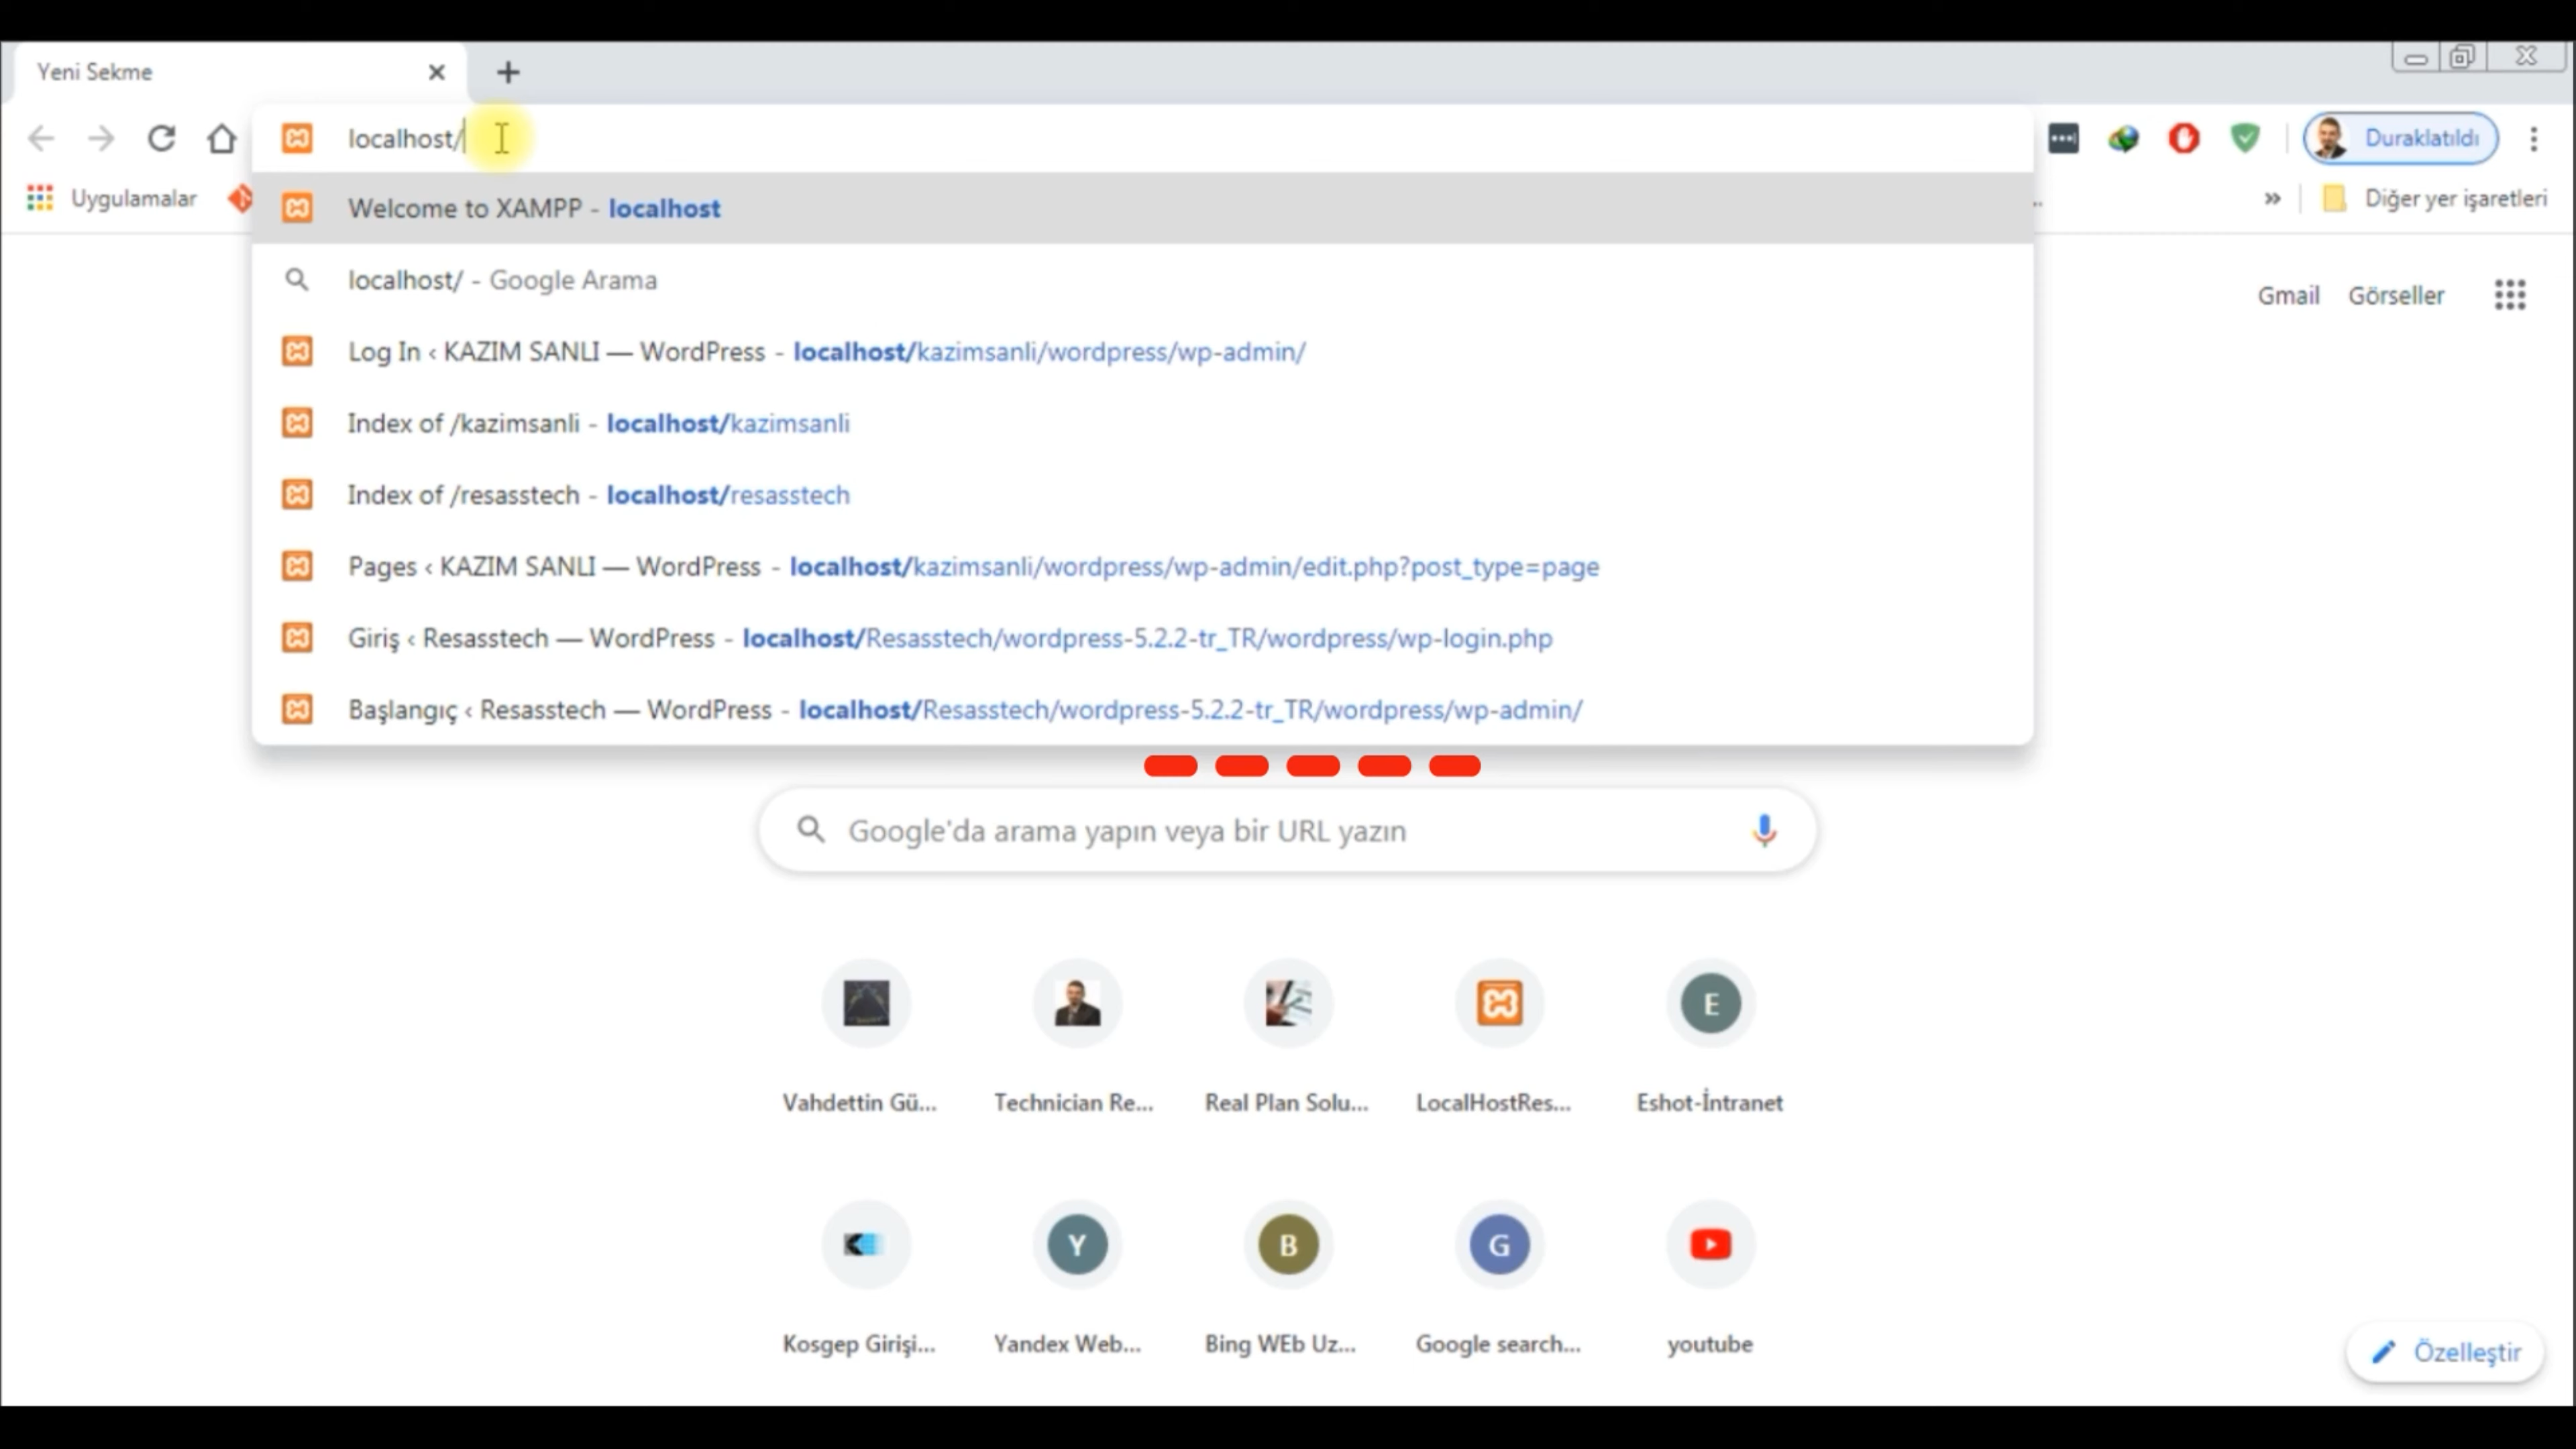 Yeni Sekme
localhost/
Duraklatıldı
Uygulamalar
Diğer yer işaretleri
Welcome to XAMPP - localhost
localhost/ - Google Arama
Gmail Görseller
Log In ‹ KAZIM SANLI — WordPress - localhost/kazimsanli/wordpress/wp-admin/
Index of /kazimsanli - localhost/kazimsanli
Index of /resasstech - localhost/resasstech
Pages ‹ KAZIM SANLI — WordPress - localhost/kazimsanli/wordpress/wp-admin/edit.php?post_type=page
Giriş ‹ Resasstech — WordPress - localhost/Resasstech/wordpress-5.2.2-tr_TR/wordpress/wp-login.php
Başlangıç ‹ Resasstech — WordPress - localhost/Resasstech/wordpress-5.2.2-tr_TR/wordpress/wp-admin/
Google'da arama yapın veya bir URL yazın
E
Vahdettin Gü... Technician Re... Real Plan Solu... LocalHostRes... Eshot-İntranet
Y B G
Kosgep Girişi... Yandex Web... Bing WEb Uz... Google search... youtube
Özelleştir